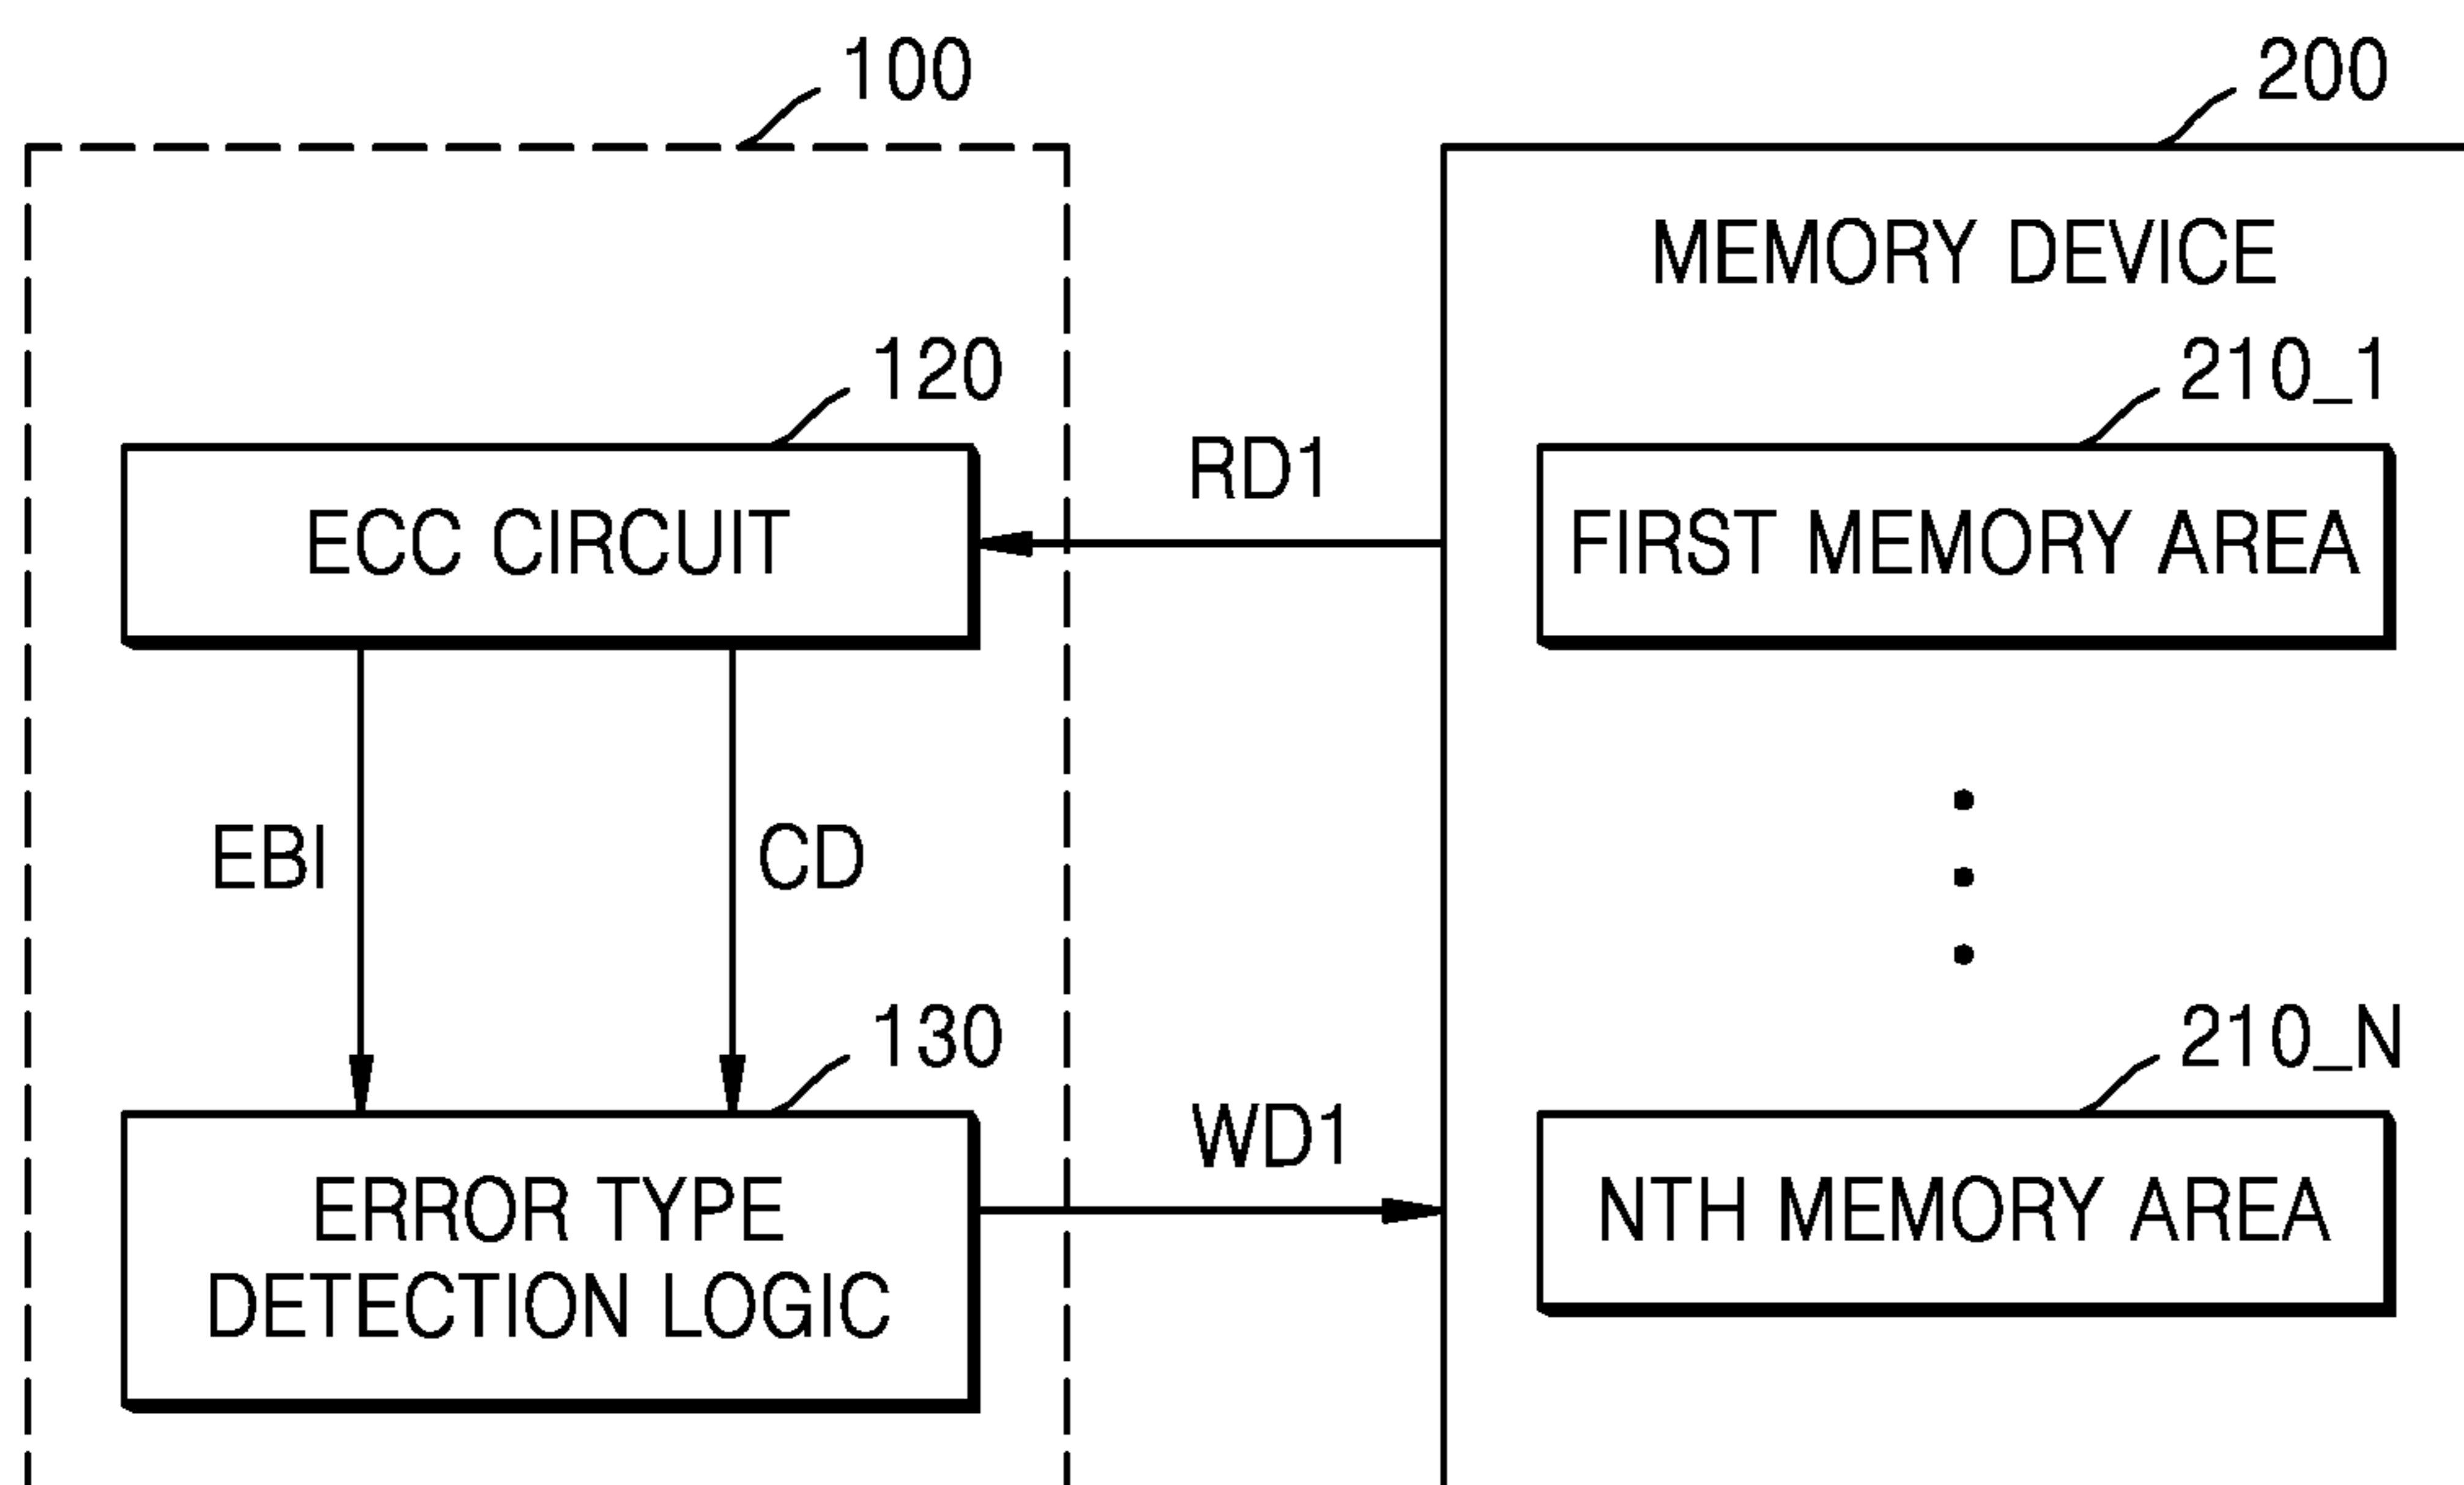 100
200
MEMORY DEVICE
120
210_1
ECC CIRCUIT
RD1
FIRST MEMORY AREA
EBI
CD
130
210_N
ERROR TYPE
DETECTION LOGIC
WD1
NTH MEMORY AREA